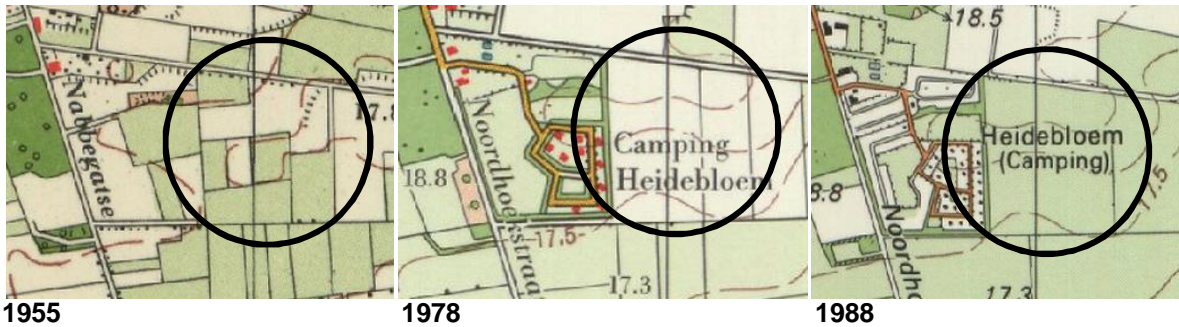 Nabbegatse
17.8
1955
Noordhoekstraat
18.8
Camping
Heidebloem
-17.5-
17.3
1978
18.5
Heidebloem
(Camping)
8.8
Noordho
17.5
17.3
1988